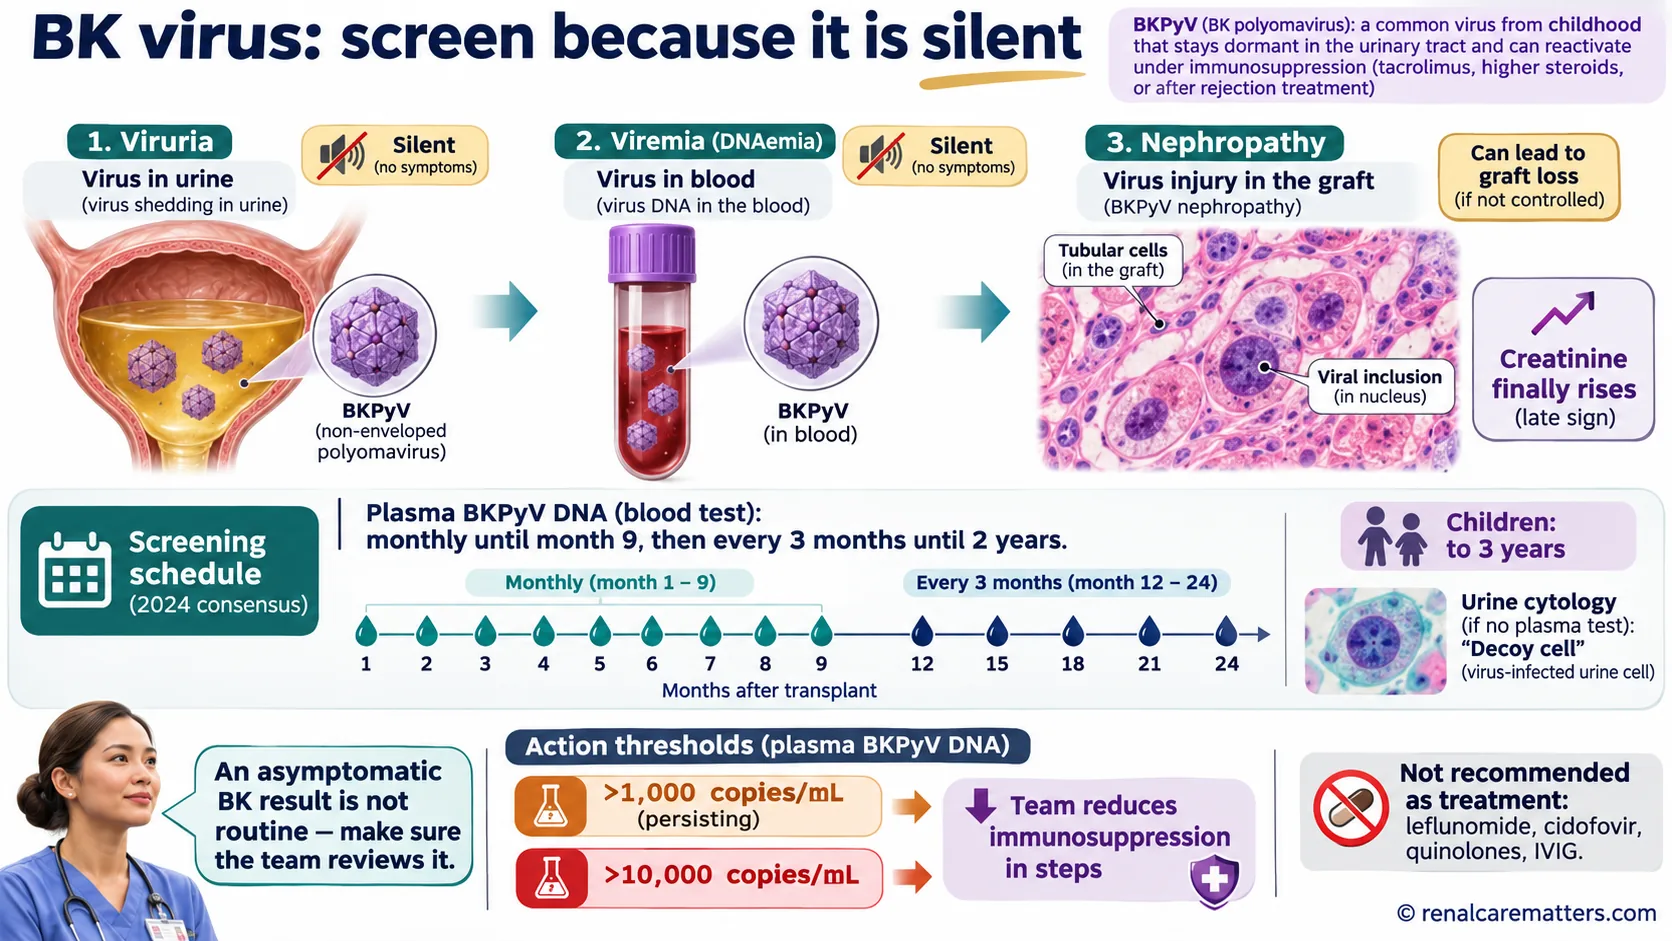 BK virus: screen because it is silent
BKPyV (BK polyomavirus): a common virus from childhood
that stays dormant in the urinary tract and can reactivate
under immunosuppression (tacrolimus, higher steroids,
or after rejection treatment)
1. Viruria
Silent
(no symptoms)
Virus in urine
(virus shedding in urine)
BKPyV
(non-enveloped
polyomavirus)
2. Viremia (DNAemia)
Silent
(no symptoms)
Virus in blood
(virus DNA in the blood)
BKPyV
(in blood)
3. Nephropathy
Virus injury in the graft
(BKPyV nephropathy)
Can lead to
graft loss
(if not controlled)
Tubular cells
(in the graft)
Viral inclusion
(in nucleus)
Creatinine
finally rises
(late sign)
Screening
schedule
(2024 consensus)
Plasma BKPyV DNA (blood test):
monthly until month 9, then every 3 months until 2 years.
Monthly (month 1 – 9)
Every 3 months (month 12 – 24)
1 2 3 4 5 6 7 8 9 12 15 18 21 24
Months after transplant
Children:
to 3 years
Urine cytology
(if no plasma test):
“Decoy cell”
(virus-infected urine cell)
An asymptomatic
BK result is not
routine — make sure
the team reviews it.
Action thresholds (plasma BKPyV DNA)
>1,000 copies/mL
(persisting)
>10,000 copies/mL
Team reduces
immunosuppression
in steps
Not recommended
as treatment:
leflunomide, cidofovir,
quinolones, IVIG.
© renalcarematters.com